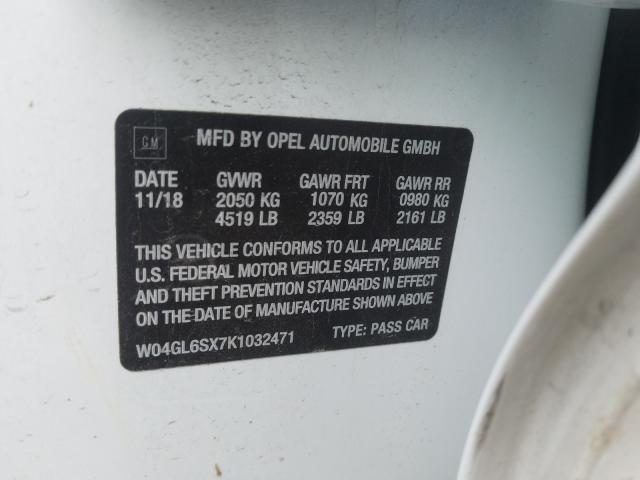 GM MFD BY OPEL AUTOMOBILE GMBH
DATE GVWR GAWR FRT GAWR RR
11/18 2050 KG 1070 KG 0980 KG
4519 LB 2359 LB 2161 LB
THIS VEHICLE CONFORMS TO ALL APPLICABLE
U.S. FEDERAL MOTOR VEHICLE SAFETY, BUMPER
AND THEFT PREVENTION STANDARDS IN EFFECT
ON THE DATE OF MANUFACTURE SHOWN ABOVE
W04GL6SX7K1032471 TYPE: PASS CAR